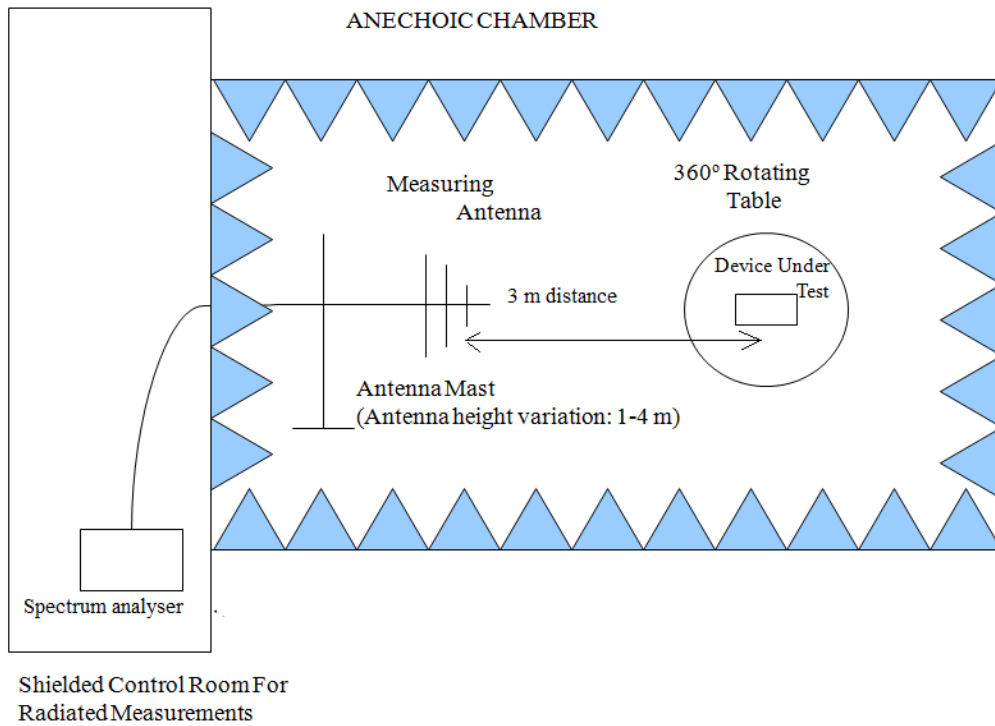 ANECHOIC CHAMBER
360º Rotating
Table
Measuring
Antenna
Device Under
Test
3 m distance
Antenna Mast
(Antenna height variation: 1-4 m)
Spectrum analyser
Shielded Control Room For
Radiated Measurements